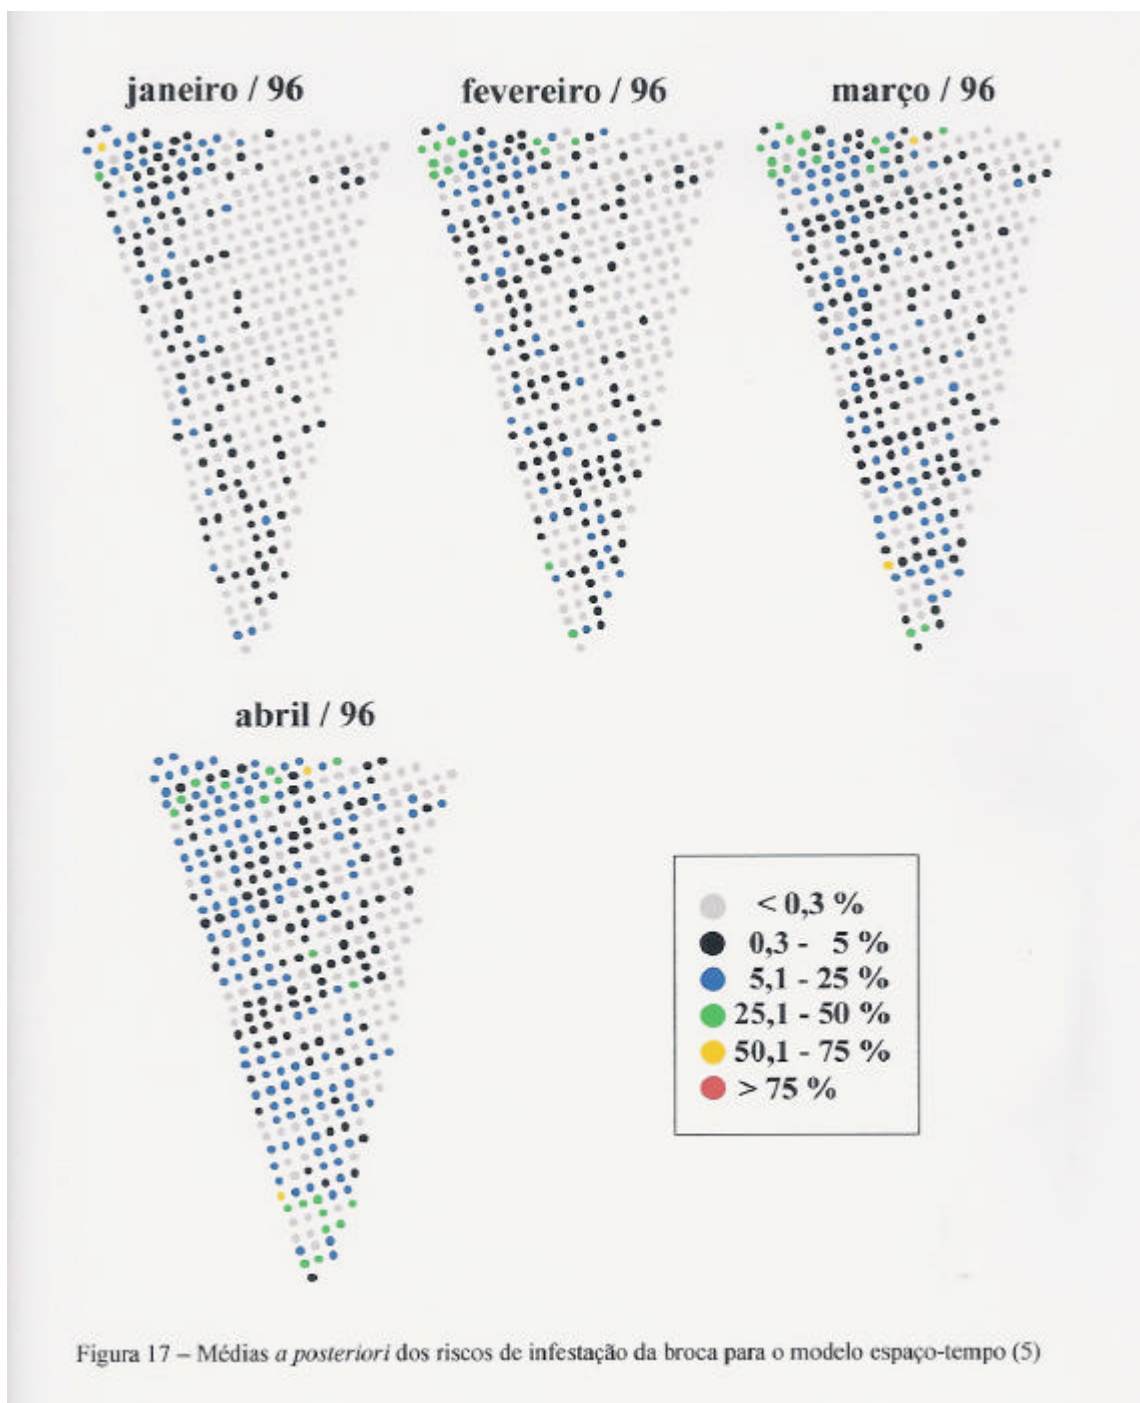 janeiro / 96
fevereiro / 96
março / 96
abril / 96
< 0,3 %
0,3 - 5 %
5,1 - 25 %
25,1 - 50 %
50,1 - 75 %
> 75 %
Figura 17 – Médias a posteriori dos riscos de infestação da broca para o modelo espaço-tempo (5)